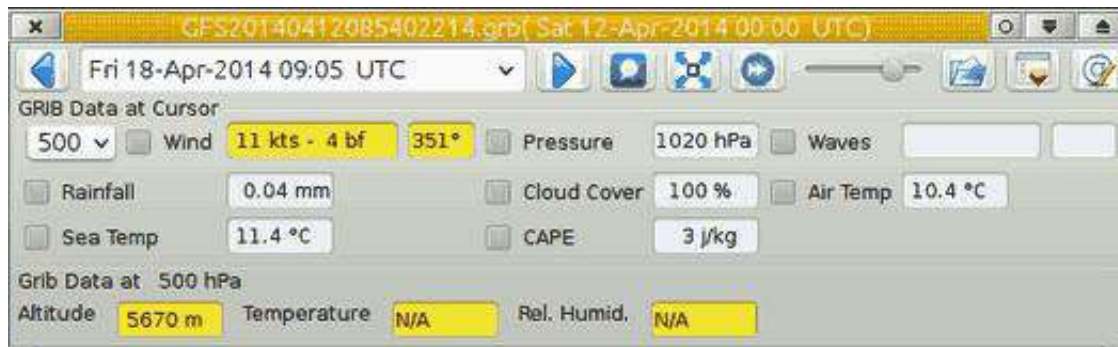 GFS20140412085402214.grb( Sat 12-Apr-2014 00:00 UTC)
Fri 18-Apr-2014 09:05 UTC
GRIB Data at Cursor
500 Wind 11 kts - 4 bf 351° Pressure 1020 hPa Waves
Rainfall 0.04 mm Cloud Cover 100 % Air Temp 10.4 °C
Sea Temp 11.4 °C CAPE 3 j/kg
Grib Data at 500 hPa
Altitude 5670 m Temperature N/A Rel. Humid. N/A